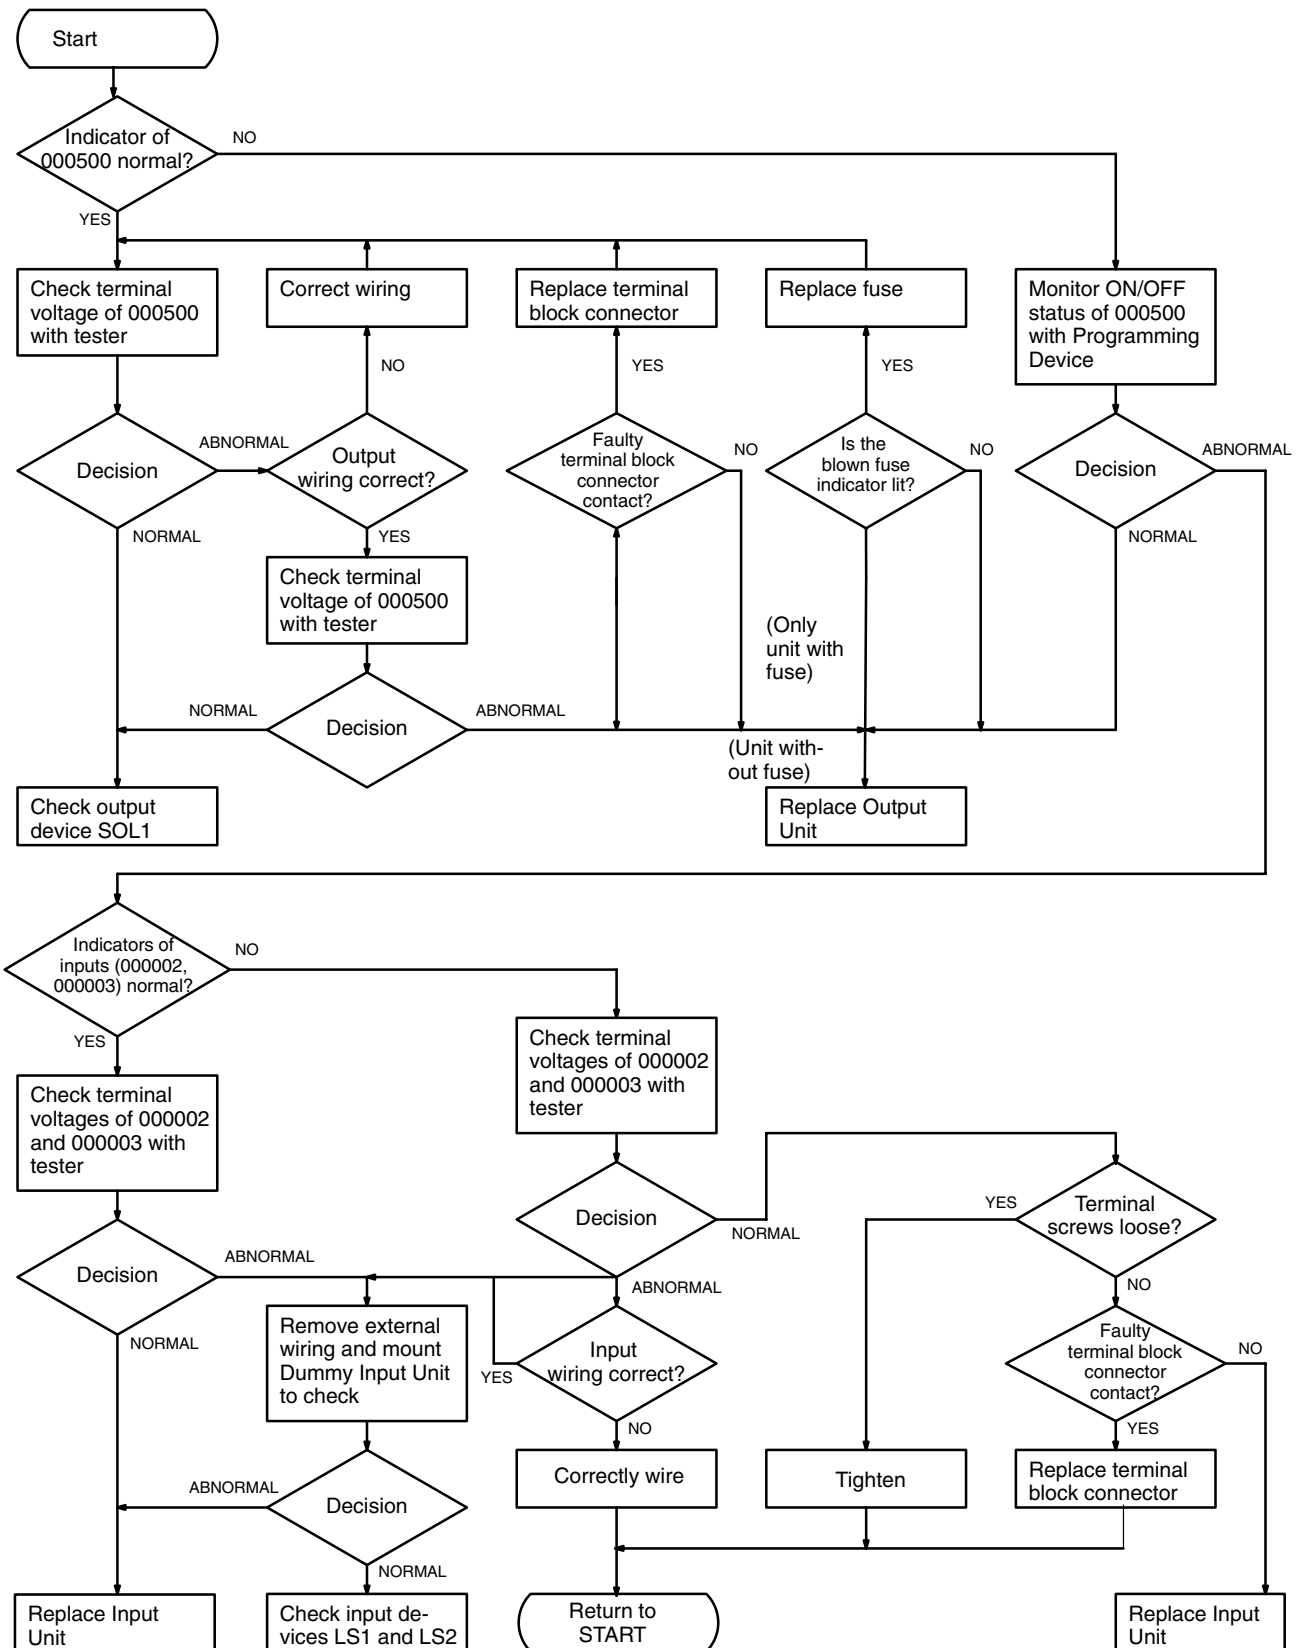 Start
Indicator of
000500 normal?
NO
YES
Check terminal
voltage of 000500
with tester
Correct wiring
Replace terminal
block connector
Replace fuse
Monitor ON/OFF
status of 000500
with Programming
Device
NO
YES
YES
Decision
ABNORMAL
Output
wiring correct?
Faulty
terminal block
connector
contact?
NO
Is the
blown fuse
indicator lit?
NO
Decision
ABNORMAL
NORMAL
YES
NORMAL
Check terminal
voltage of 000500
with tester
(Only
unit with
fuse)
NORMAL
Decision
ABNORMAL
(Unit with-
out fuse)
Check output
device SOL1
Replace Output
Unit
Indicators of
inputs (000002,
000003) normal?
NO
YES
Check terminal
voltages of 000002
and 000003 with
tester
Check terminal
voltages of 000002
and 000003 with
tester
Decision
NORMAL
YES
Terminal
screws loose?
Decision
ABNORMAL
ABNORMAL
NO
NORMAL
Remove external
wiring and mount
Dummy Input Unit
to check
YES
Input
wiring correct?
Faulty
terminal block
connector
contact?
NO
NO
YES
ABNORMAL
Decision
Correctly wire
Tighten
Replace terminal
block connector
NORMAL
Replace Input
Unit
Check input de-
vices LS1 and LS2
Return to
START
Replace Input
Unit